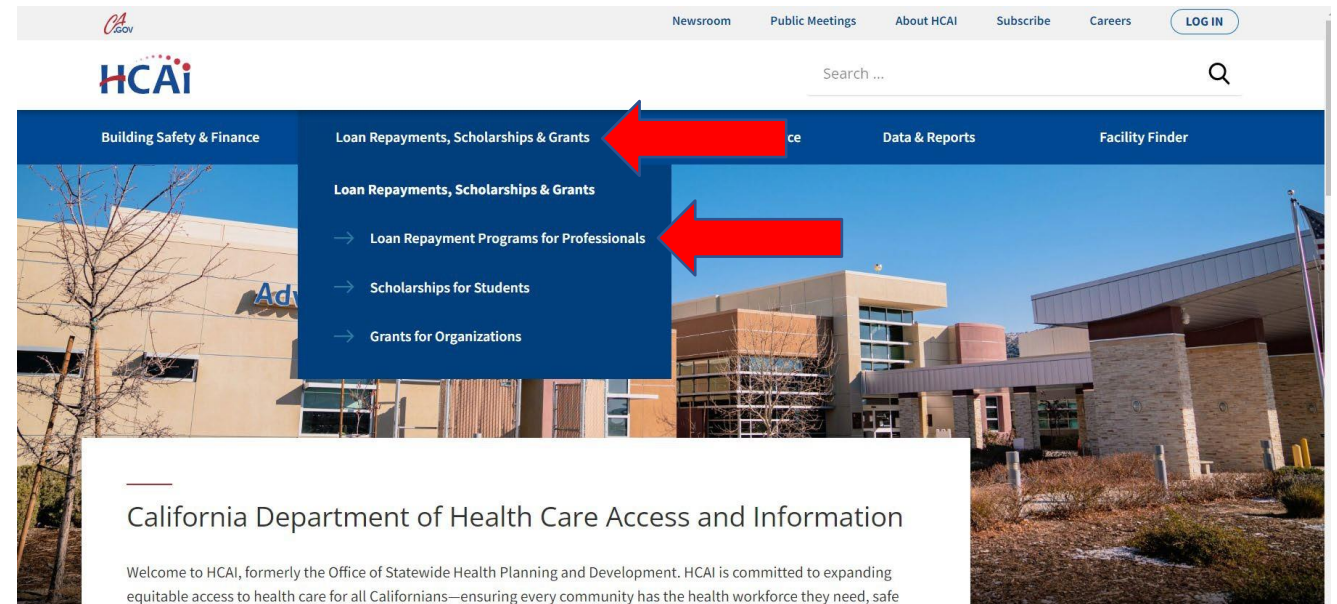 CA
.GOV
Newsroom Public Meetings About HCAI Subscribe Careers LOG IN
HCAi
Search ...
Building Safety & Finance Loan Repayments, Scholarships & Grants Data & Reports Facility Finder
Loan Repayments, Scholarships & Grants
→ Loan Repayment Programs for Professionals
→ Scholarships for Students
→ Grants for Organizations
California Department of Health Care Access and Information
Welcome to HCAI, formerly the Office of Statewide Health Planning and Development. HCAI is committed to expanding
equitable access to health care for all Californians—ensuring every community has the health workforce they need, safe